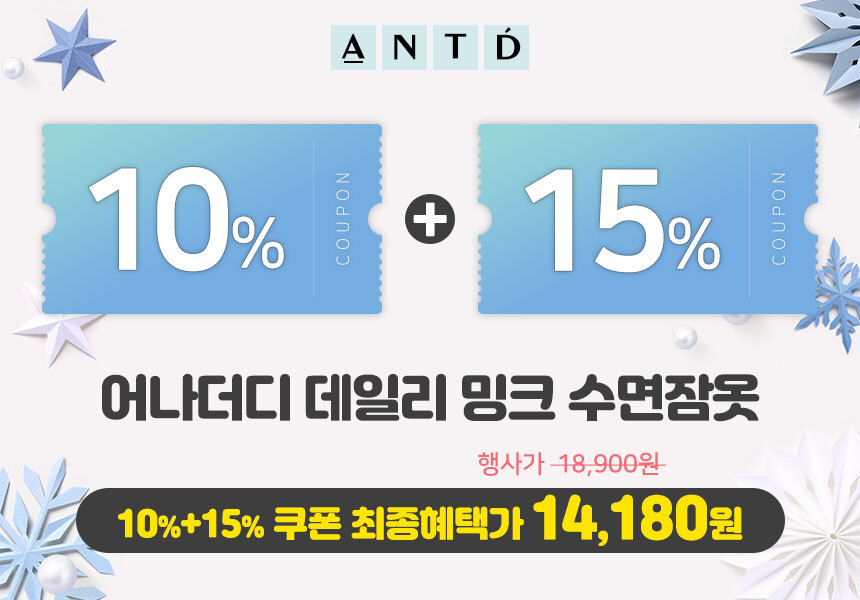 ANTD́
10% COUPON + 15% COUPON
어나더디 데일리 밍크 수면잠옷
행사가 18,900원
10%+15% 쿠폰 최종혜택가 14,180원